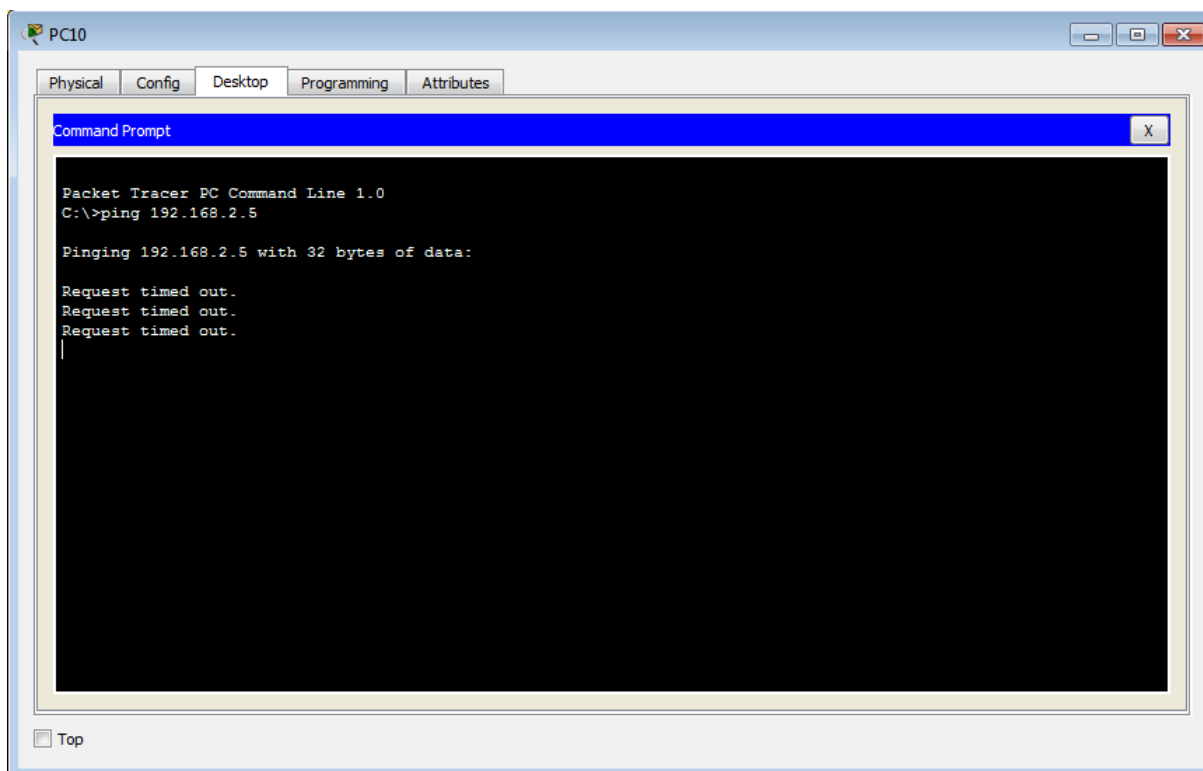 PC10
Physical Config Desktop Programming Attributes
Command Prompt X
Packet Tracer PC Command Line 1.0
C:\>ping 192.168.2.5
Pinging 192.168.2.5 with 32 bytes of data:
Request timed out.
Request timed out.
Request timed out.
Top